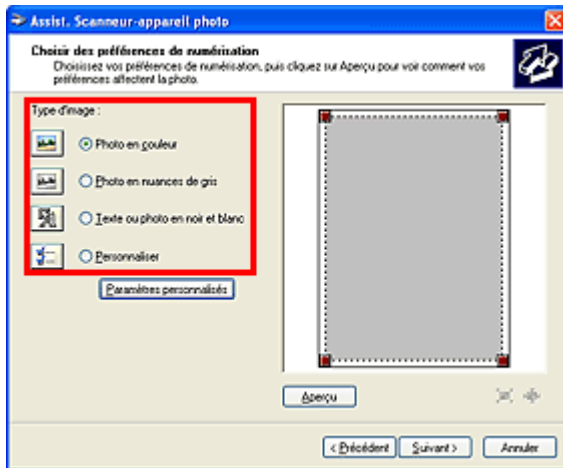 Assist. Scanneur-appareil photo
Choisir des préférences de numérisation
Choisissez vos préférences de numérisation, puis cliquez sur Aperçu pour voir comment vos
préférences affectent la photo.
Type d'image :
Photo en couleur
Photo en nuances de gris
Texte ou photo en noir et blanc
Personnaliser
Paramètres personnalisés
Aperçu
< Précédent
Suivant >
Annuler